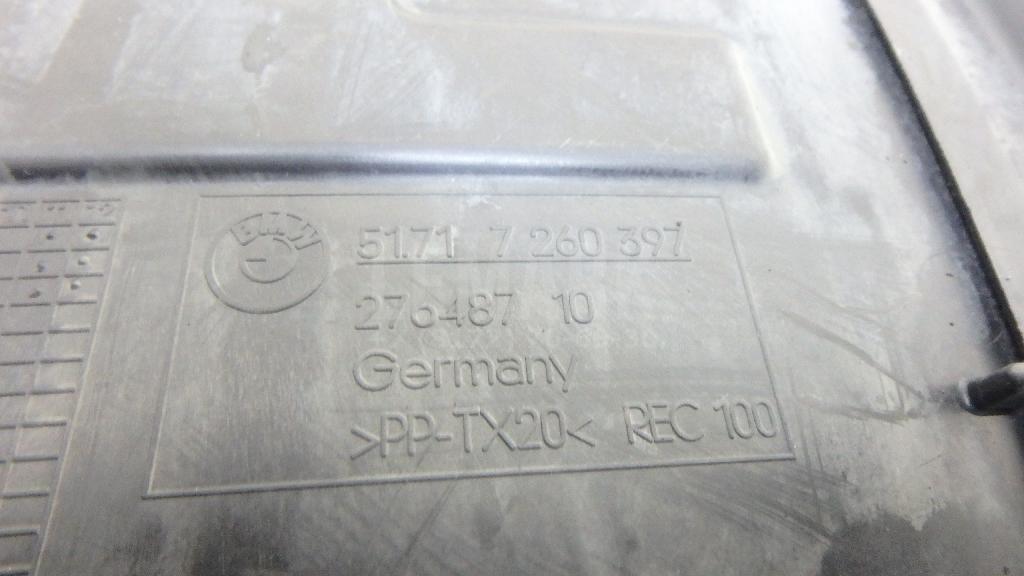 BMW
51.71 7 260 397
276487 10
Germany
>PP-TX20< REC 100